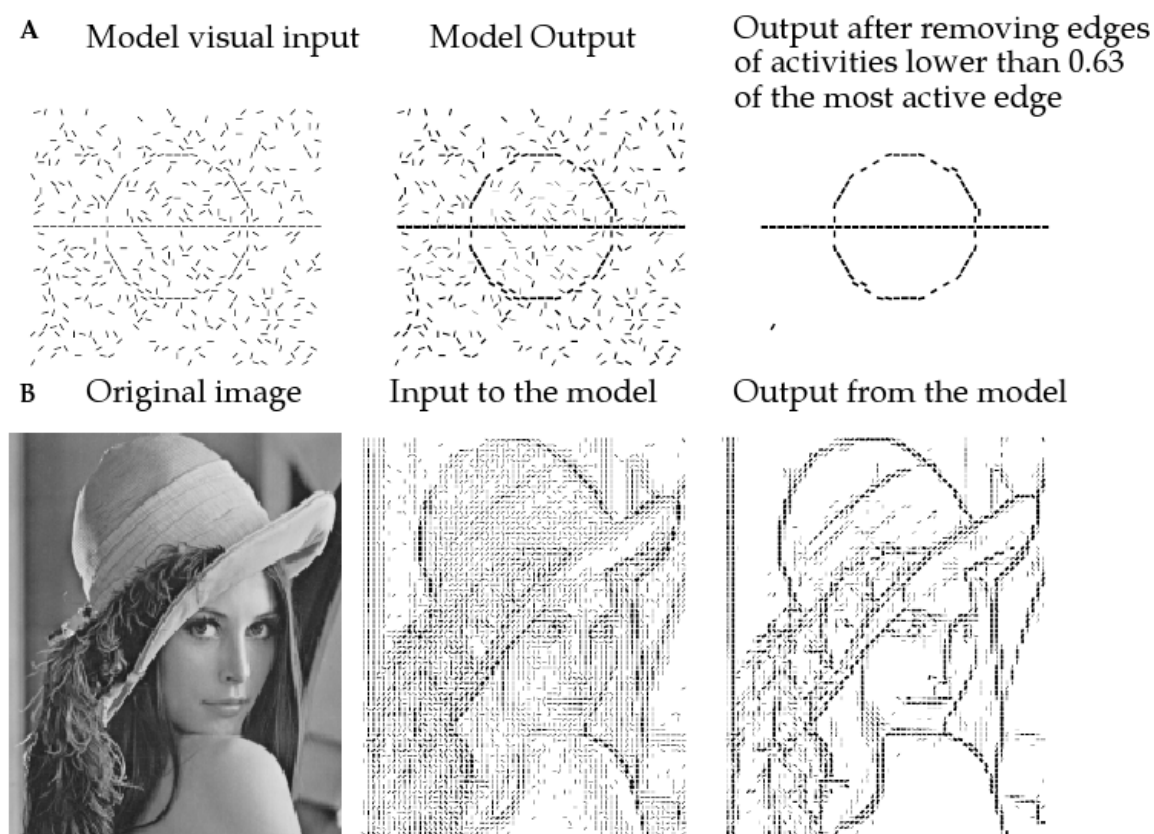 A
Model visual input
Model Output
Output after removing edges
of activities lower than 0.63
of the most active edge
B
Original image
Input to the model
Output from the model